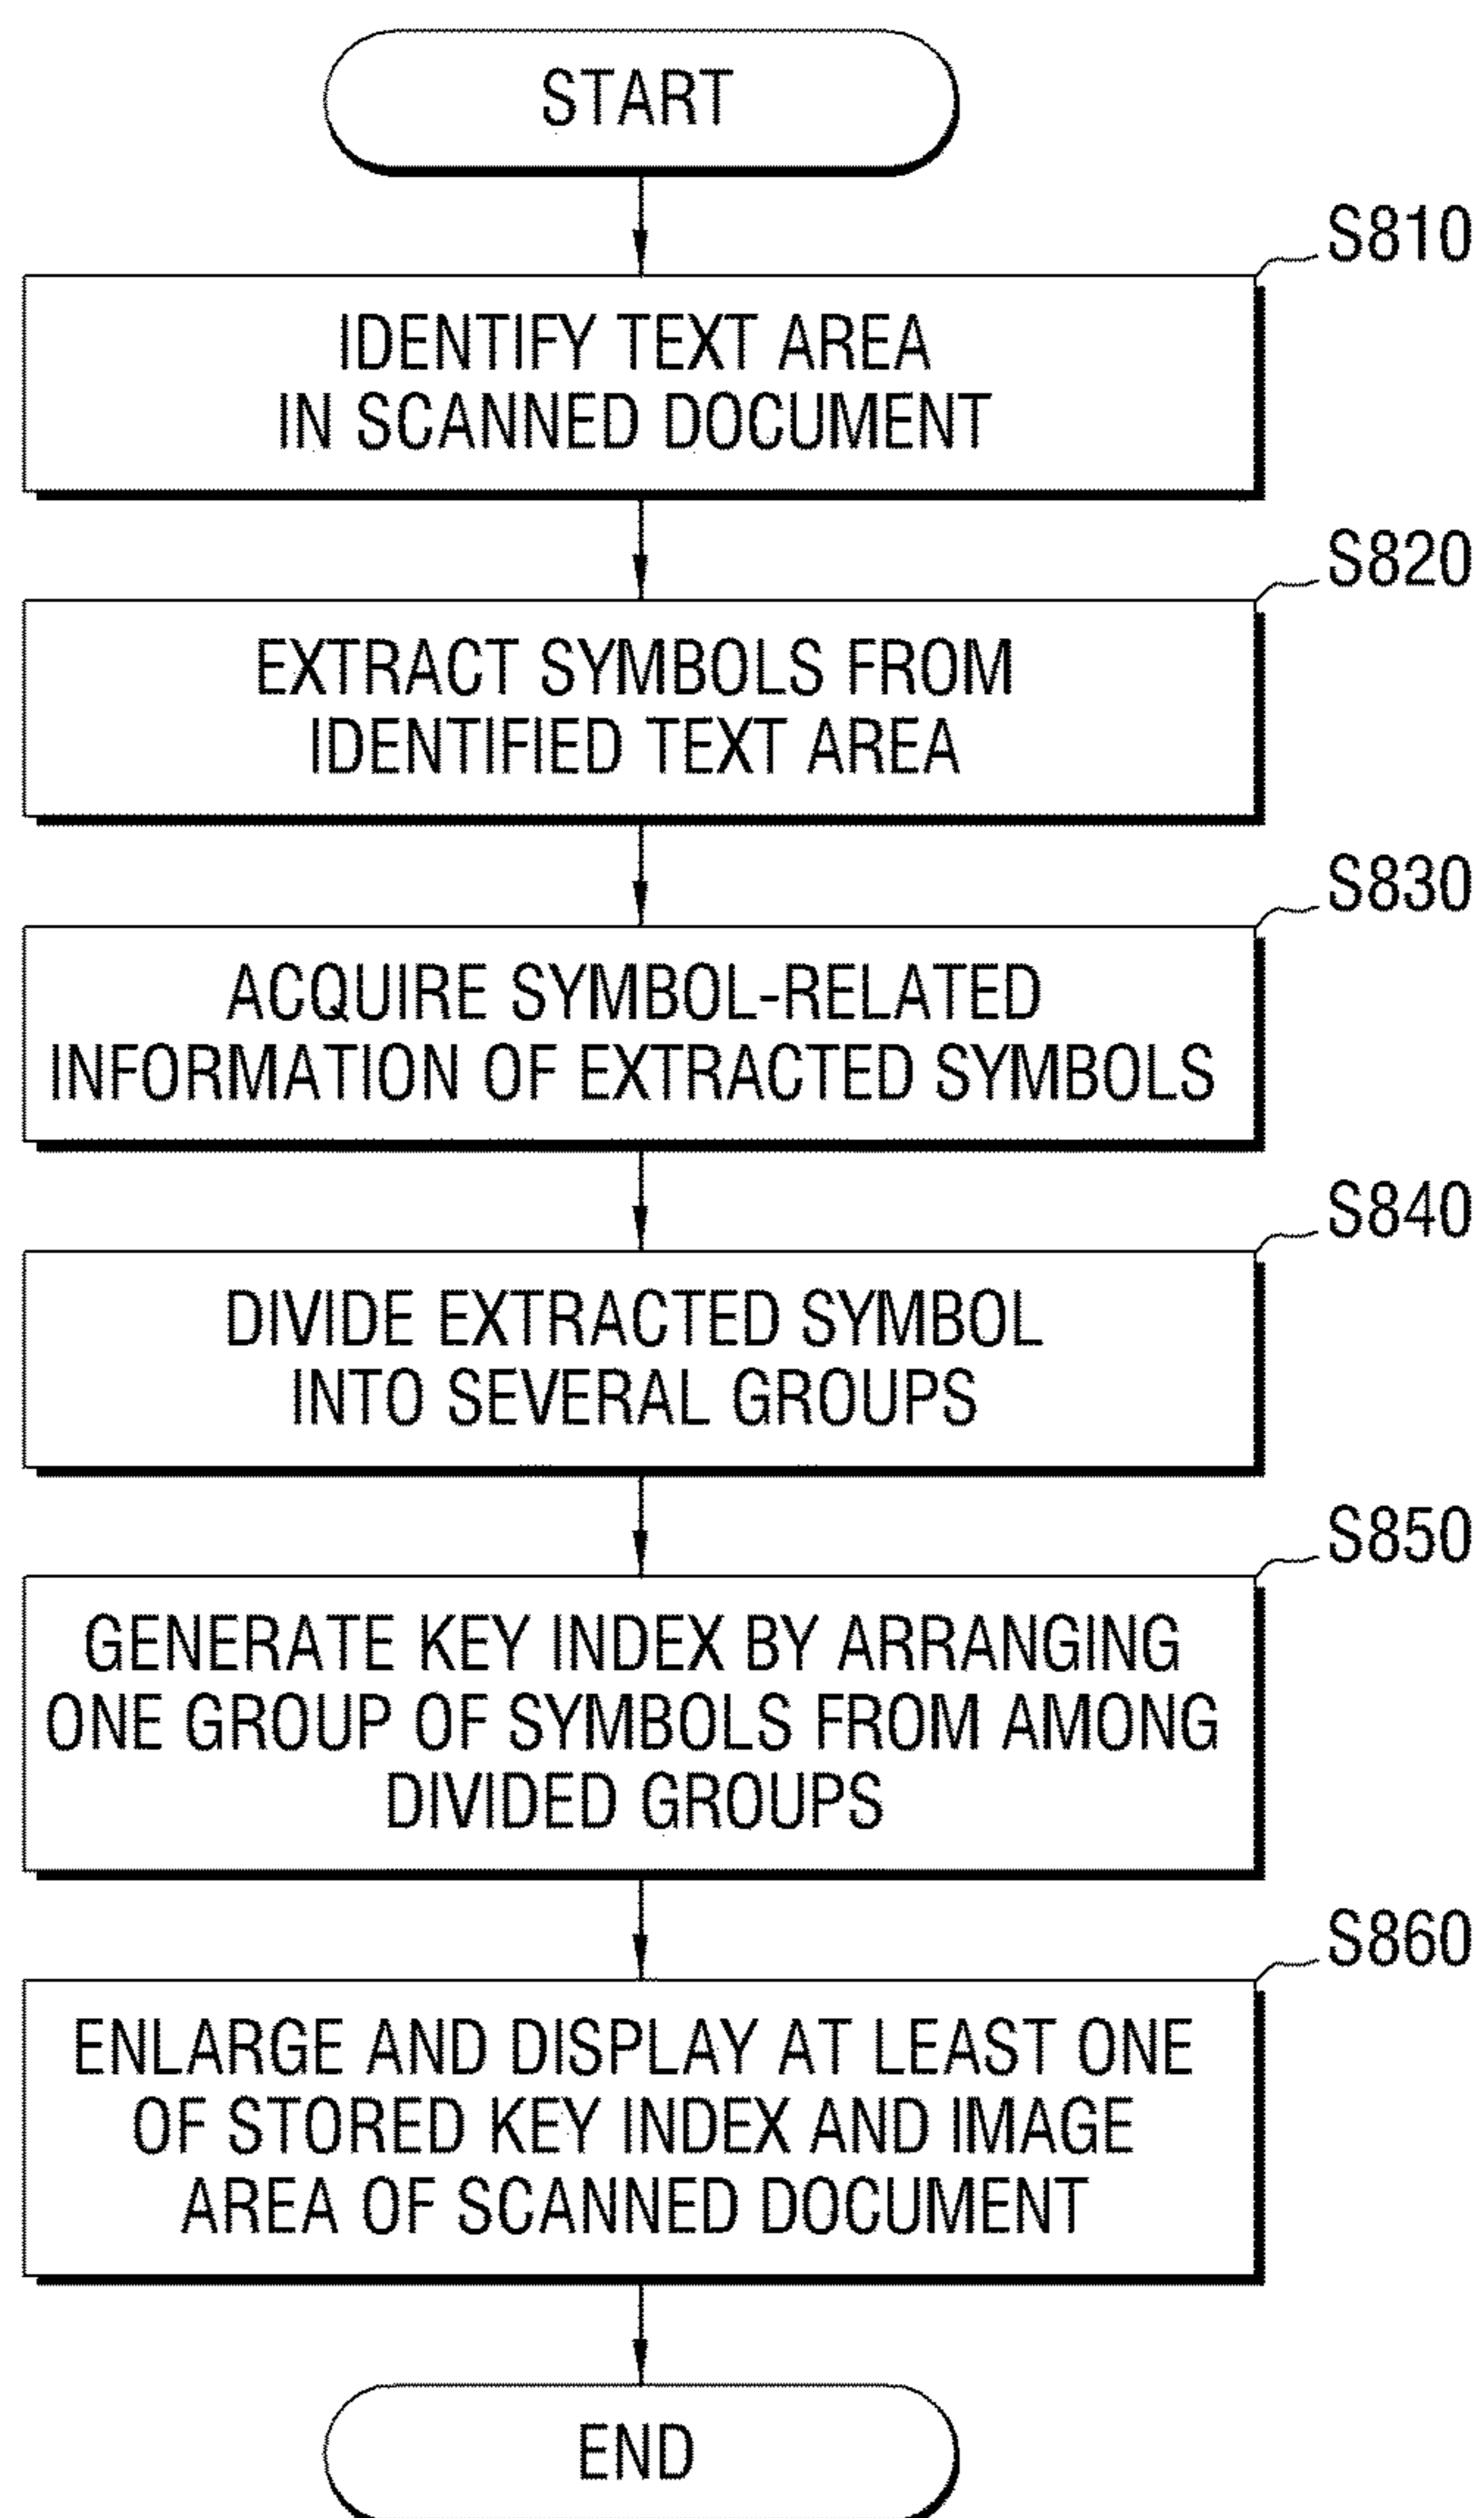 START
S810
IDENTIFY TEXT AREA
IN SCANNED DOCUMENT
S820
EXTRACT SYMBOLS FROM
IDENTIFIED TEXT AREA
S830
ACQUIRE SYMBOL-RELATED
INFORMATION OF EXTRACTED SYMBOLS
S840
DIVIDE EXTRACTED SYMBOL
INTO SEVERAL GROUPS
S850
GENERATE KEY INDEX BY ARRANGING
ONE GROUP OF SYMBOLS FROM AMONG
DIVIDED GROUPS
S860
ENLARGE AND DISPLAY AT LEAST ONE
OF STORED KEY INDEX AND IMAGE
AREA OF SCANNED DOCUMENT
END